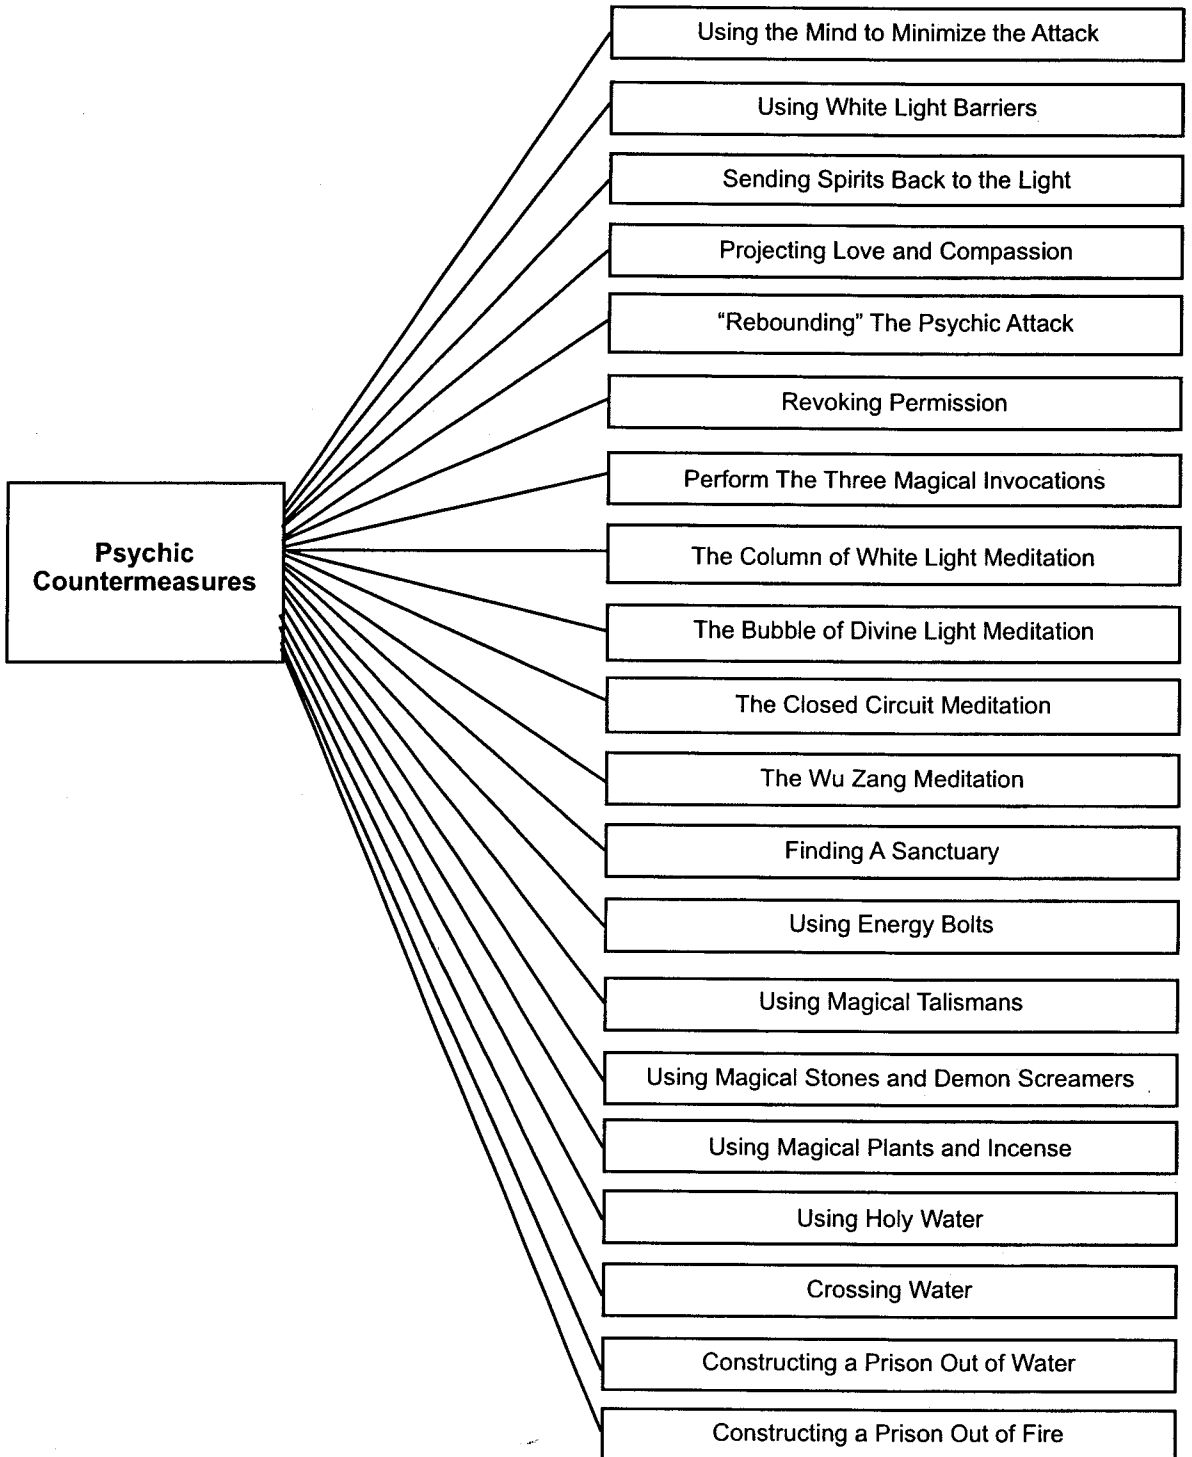 Using the Mind to Minimize the Attack
Using White Light Barriers
Sending Spirits Back to the Light
Projecting Love and Compassion
“Rebounding” The Psychic Attack
Revoking Permission
Perform The Three Magical Invocations
Psychic
Countermeasures
The Column of White Light Meditation
The Bubble of Divine Light Meditation
The Closed Circuit Meditation
The Wu Zang Meditation
Finding A Sanctuary
Using Energy Bolts
Using Magical Talismans
Using Magical Stones and Demon Screamers
Using Magical Plants and Incense
Using Holy Water
Crossing Water
Constructing a Prison Out of Water
Constructing a Prison Out of Fire